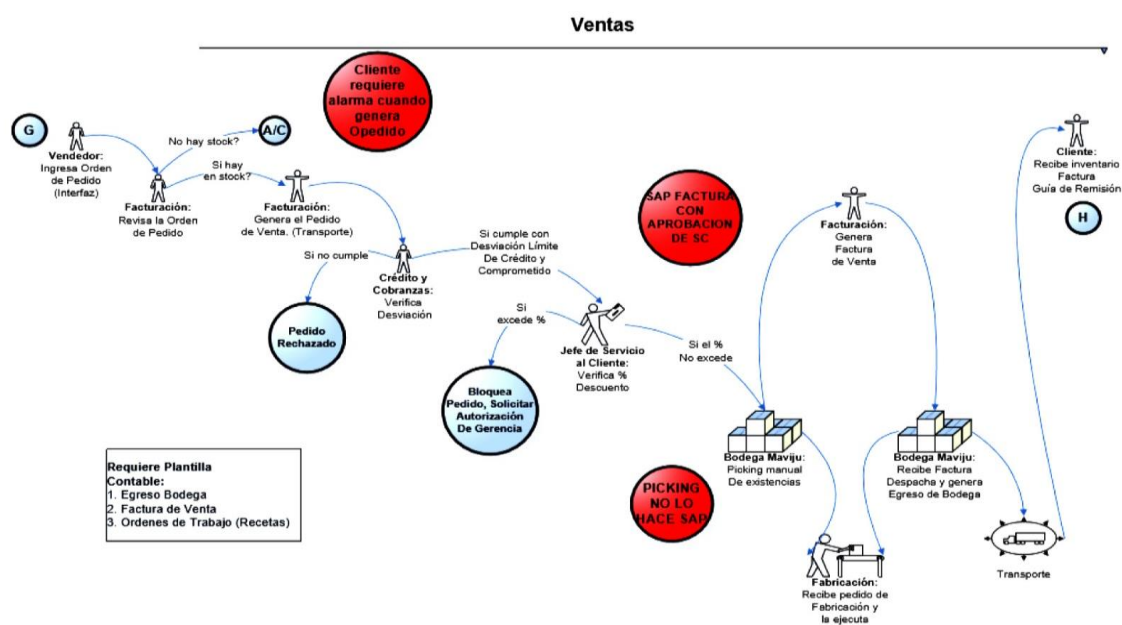 Ventas
Cliente
requiere
alarma cuando
genera
Opedido
G
Vendedor:
Ingresa Orden
de Pedido
(Interfaz)
No hay stock?
A/C
Si hay
en stock?
Facturación:
Revisa la Orden
de Pedido
Facturación:
Genera el Pedido
de Venta. (Transporte)
Si no cumple
Pedido
Rechazado
Crédito y
Cobranzas:
Verifica
Desviación
Si cumple con
Desviación Límite
De Crédito y
Comprometido
Si
excede %
Bloquea
Pedido, Solicitar
Autorización
De Gerencia
Jefe de Servicio
al Cliente:
Verifica %
Descuento
Si el %
No excede
SAP FACTURA
CON
APROBACION
DE SC
Facturación:
Genera
Factura
de Venta
Cliente:
Recibe inventario
Factura
Guía de Remisión
H
Bodega Maviju:
Picking manual
De existencias
Bodega Maviju:
Recibe Factura
Despacha y genera
Egreso de Bodega
PICKING
NO LO
HACE SAP
Fabricación:
Recibe pedido de
Fabricación y
la ejecuta
Transporte
Requiere Plantilla
Contable:
1. Egreso Bodega
2. Factura de Venta
3. Ordenes de Trabajo (Recetas)